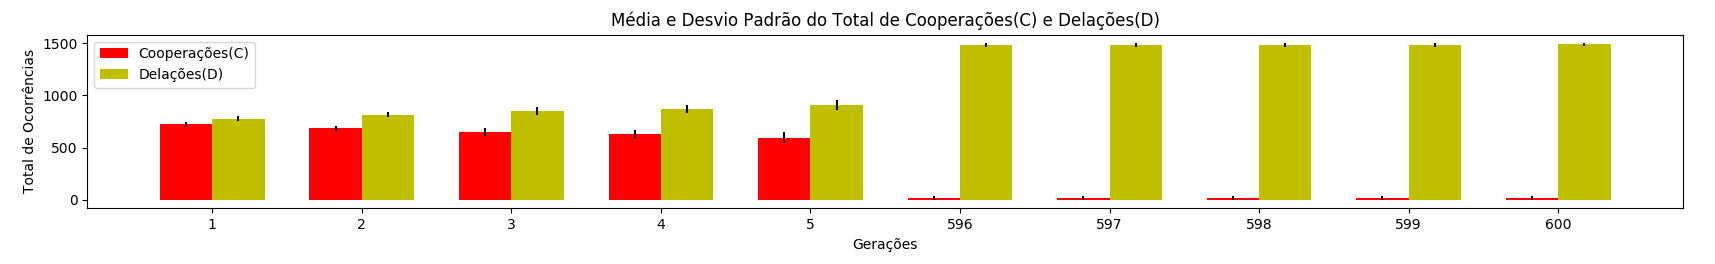 Média e Desvio Padrão do Total de Cooperações(C) e Delações(D)
Total de Ocorrências
1500
1000
500
0
Cooperações(C)
Delações(D)
1 2 3 4 5 596 597 598 599 600
Gerações